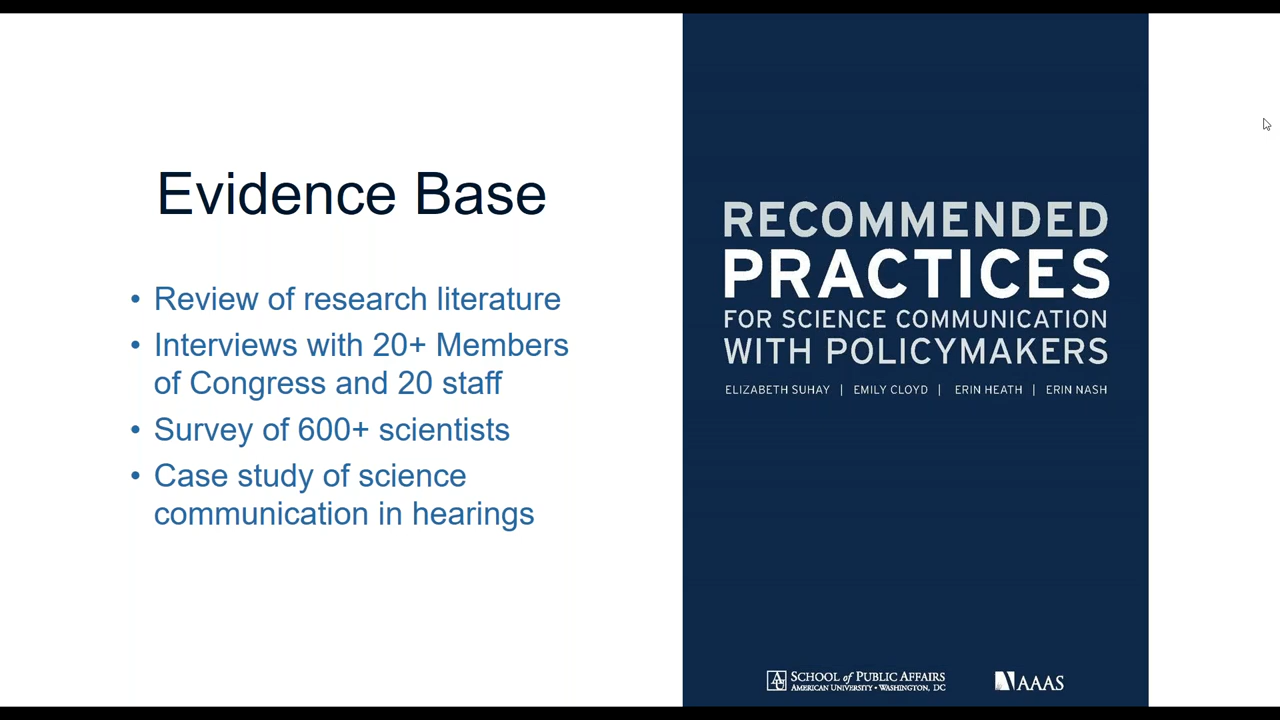 Evidence Base
• Review of research literature
• Interviews with 20+ Members
of Congress and 20 staff
• Survey of 600+ scientists
• Case study of science
communication in hearings
RECOMMENDED
PRACTICES
FOR SCIENCE COMMUNICATION
WITH POLICYMAKERS
ELIZABETH SUHAY | EMILY CLOYD | ERIN HEATH | ERIN NASH
AU SCHOOL of PUBLIC AFFAIRS
AMERICAN UNIVERSITY • WASHINGTON, DC
AAAS